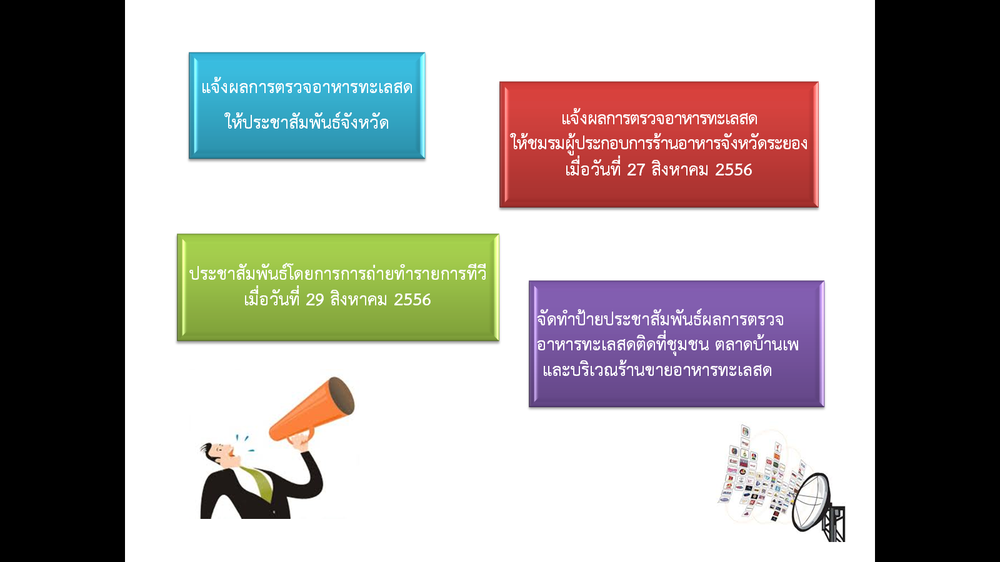 แจ้งผลการตรวจอาหารทะเลสด
ให้ประชาสัมพันธ์จังหวัด
แจ้งผลการตรวจอาหารทะเลสด
ให้ชมรมผู้ประกอบการร้านอาหารจังหวัดระยอง
เมื่อวันที่ 27 สิงหาคม 2556
ประชาสัมพันธ์โดยการการถ่ายทำรายการทีวี
เมื่อวันที่ 29 สิงหาคม 2556
จัดทำป้ายประชาสัมพันธ์ผลการตรวจ
อาหารทะเลสดติดที่ชุมชน ตลาดบ้านเพ
และบริเวณร้านขายอาหารทะเลสด